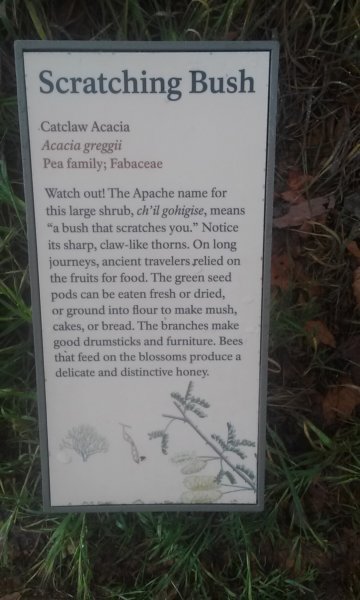 Scratching Bush
Catclaw Acacia
Acacia greggii
Pea family; Fabaceae
Watch out! The Apache name for
this large shrub, ch'il gohigise, means
“a bush that scratches you.” Notice
its sharp, claw-like thorns. On long
journeys, ancient travelers relied on
the fruits for food. The green seed
pods can be eaten fresh or dried,
or ground into flour to make mush,
cakes, or bread. The branches make
good drumsticks and furniture. Bees
that feed on the blossoms produce a
delicate and distinctive honey.